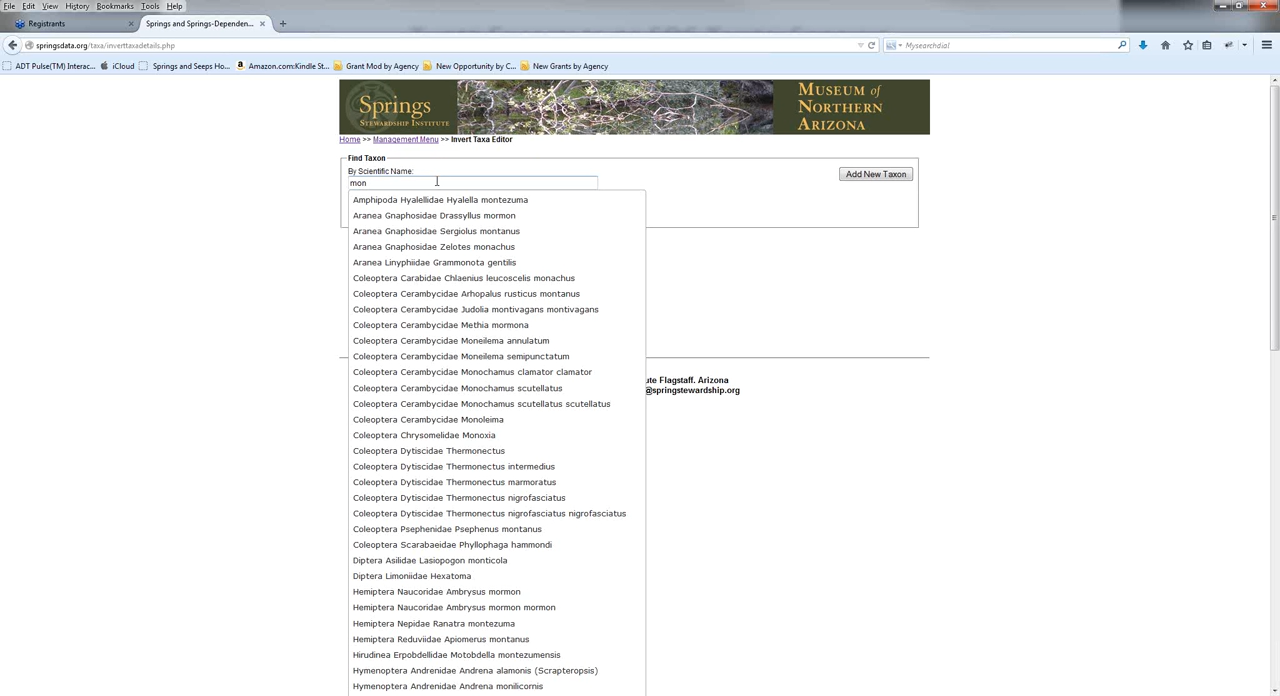 File Edit View History Bookmarks Tools Help
Registrants × Springs and Springs-Dependen... × +
springsdata.org/taxa/inverttaxadetails.php Mysearchdial
ADT Pulse(TM) Interac... iCloud Springs and Seeps Ho... Amazon.com:Kindle St... Grant Mod by Agency New Opportunity by C... New Grants by Agency
Springs
STEWARDSHIP INSTITUTE
MUSEUM of
NORTHERN
ARIZONA
Home >> Management Menu >> Invert Taxa Editor
Find Taxon
By Scientific Name:
Add New Taxon
mon
Amphipoda Hyalellidae Hyalella montezuma
Aranea Gnaphosidae Drassyllus mormon
Aranea Gnaphosidae Sergiolus montanus
Aranea Gnaphosidae Zelotes monachus
Aranea Linyphiidae Grammonota gentilis
Coleoptera Carabidae Chlaenius leucoscelis monachus
Coleoptera Cerambycidae Arhopalus rusticus montanus
Coleoptera Cerambycidae Judolia montivagans montivagans
Coleoptera Cerambycidae Methia mormona
Coleoptera Cerambycidae Moneilema annulatum
Coleoptera Cerambycidae Moneilema semipunctatum
Coleoptera Cerambycidae Monochamus clamator clamator
Coleoptera Cerambycidae Monochamus scutellatus
Coleoptera Cerambycidae Monochamus scutellatus scutellatus
Coleoptera Cerambycidae Monoleima
Coleoptera Chrysomelidae Monoxia
Coleoptera Dytiscidae Thermonectus
Coleoptera Dytiscidae Thermonectus intermedius
Coleoptera Dytiscidae Thermonectus marmoratus
Coleoptera Dytiscidae Thermonectus nigrofasciatus
Coleoptera Dytiscidae Thermonectus nigrofasciatus nigrofasciatus
Coleoptera Psephenidae Psephenus montanus
Coleoptera Scarabaeidae Phyllophaga hammondi
Diptera Asilidae Lasiopogon monticola
Diptera Limoniidae Hexatoma
Hemiptera Naucoridae Ambrysus mormon
Hemiptera Naucoridae Ambrysus mormon mormon
Hemiptera Nepidae Ranatra montezuma
Hemiptera Reduviidae Apiomerus montanus
Hirudinea Erpobdellidae Motobdella montezumensis
Hymenoptera Andrenidae Andrena alamonis (Scrapteropsis)
Hymenoptera Andrenidae Andrena monilicornis
ute Flagstaff. Arizona
@springstewardship.org